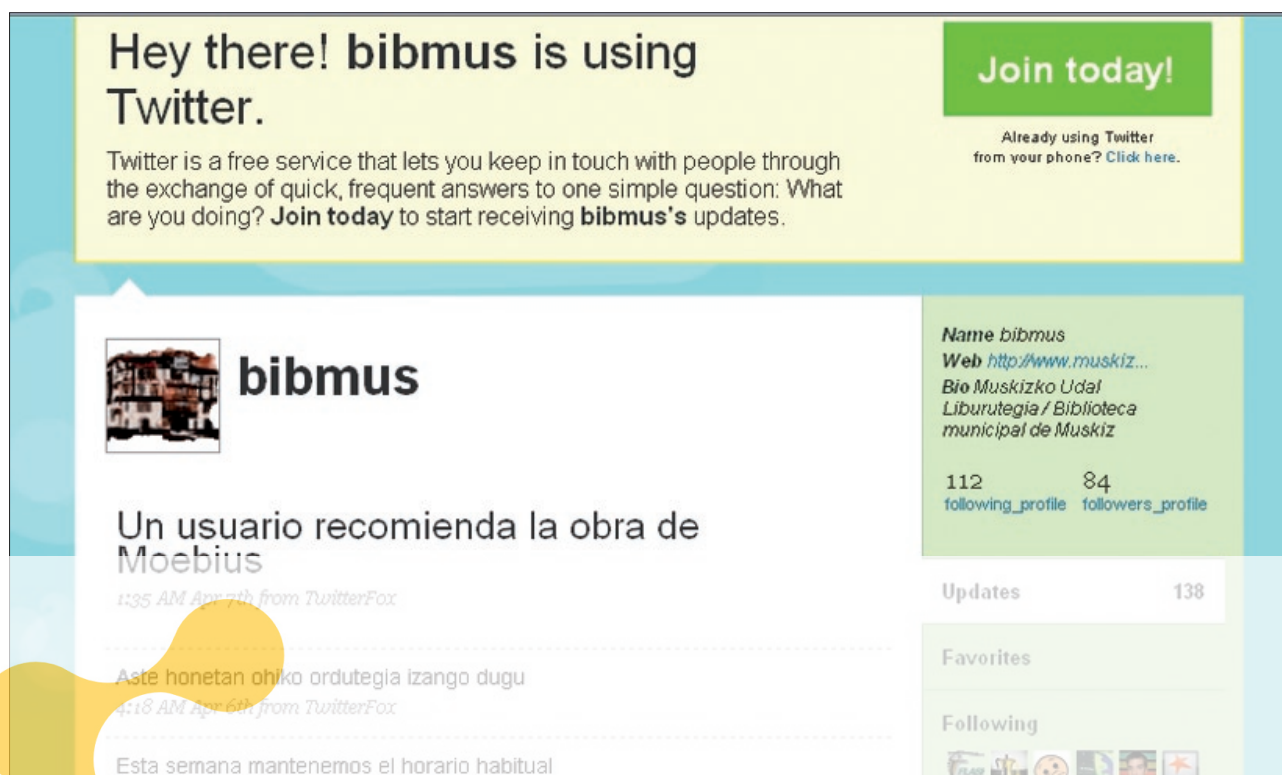 Hey there! bibmus is using
Twitter.
Twitter is a free service that lets you keep in touch with people through
the exchange of quick, frequent answers to one simple question: What
are you doing? Join today to start receiving bibmus's updates.
Join today!
Already using Twitter
from your phone? Click here.
bibmus
Un usuario recomienda la obra de
Moebius
1:35 AM Apr 7th from TwitterFox
Aste honetan ohiko ordutegia izango dugu
4:18 AM Apr 6th from TwitterFox
Esta semana mantenemos el horario habitual
Name bibmus
Web http://www.muskiz...
Bio Muskizko Udal
Liburutegia / Biblioteca
municipal de Muskiz
112 84
following_profile followers_profile
Updates 138
Favorites
Following